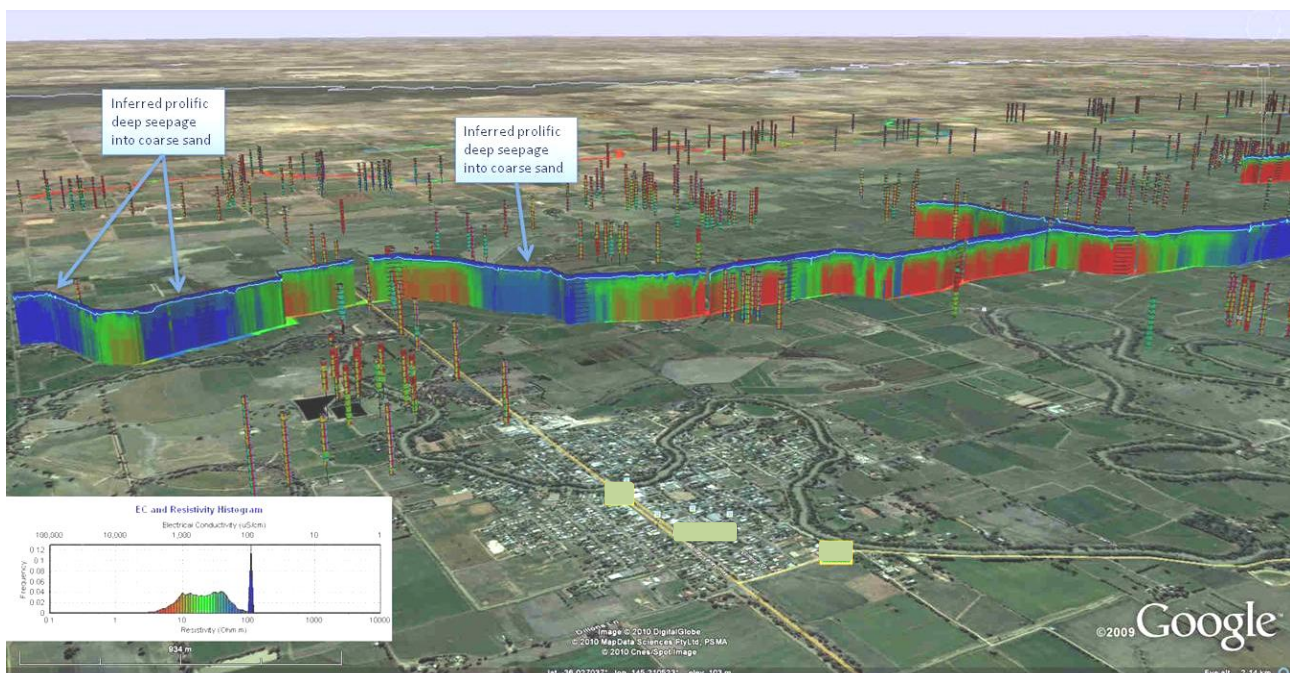 Inferred prolific
deep seepage
into coarse sand
Inferred prolific
deep seepage
into coarse sand
EC and Resistivity Histogram
Electrical Conductivity (uS/cm)
100,000 10,000 1,000 100 10 1
Frequency
0.12
0.1
0.08
0.06
0.04
0.02
0
0.1 1 10 100 1000 10000
Resistivity (Ohm.m)
934 m
Image © 2010 DigitalGlobe
© 2010 MapData Sciences PtyLtd, PSMA
© 2010 Cnes/Spot Image
©2009 Google